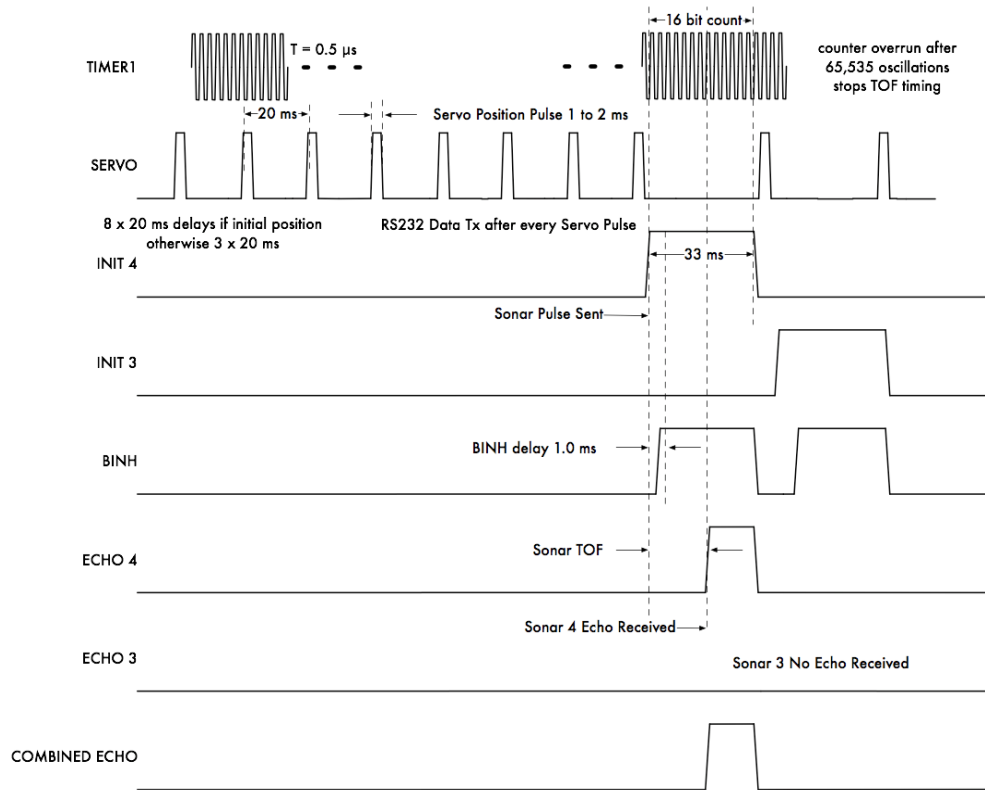 16 bit count
TIMER1
T = 0.5 µs
counter overrun after
65,535 oscillations
stops TOF timing
20 ms
Servo Position Pulse 1 to 2 ms
SERVO
8 x 20 ms delays if initial position
otherwise 3 x 20 ms
RS232 Data Tx after every Servo Pulse
INIT 4
33 ms
Sonar Pulse Sent
INIT 3
BINH
BINH delay 1.0 ms
ECHO 4
Sonar TOF
Sonar 4 Echo Received
ECHO 3
Sonar 3 No Echo Received
COMBINED ECHO